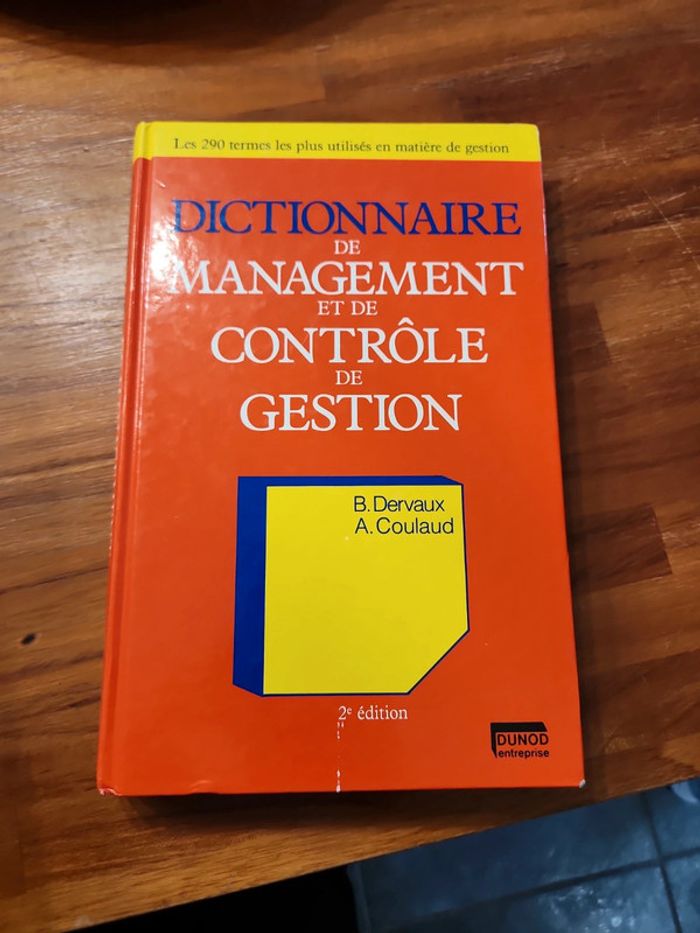 Les 290 termes les plus utilisés en matière de gestion
DICTIONNAIRE
DE
MANAGEMENT
ET DE
CONTRÔLE
DE
GESTION
B. Dervaux
A. Coulaud
2e édition
DUNOD
entreprise